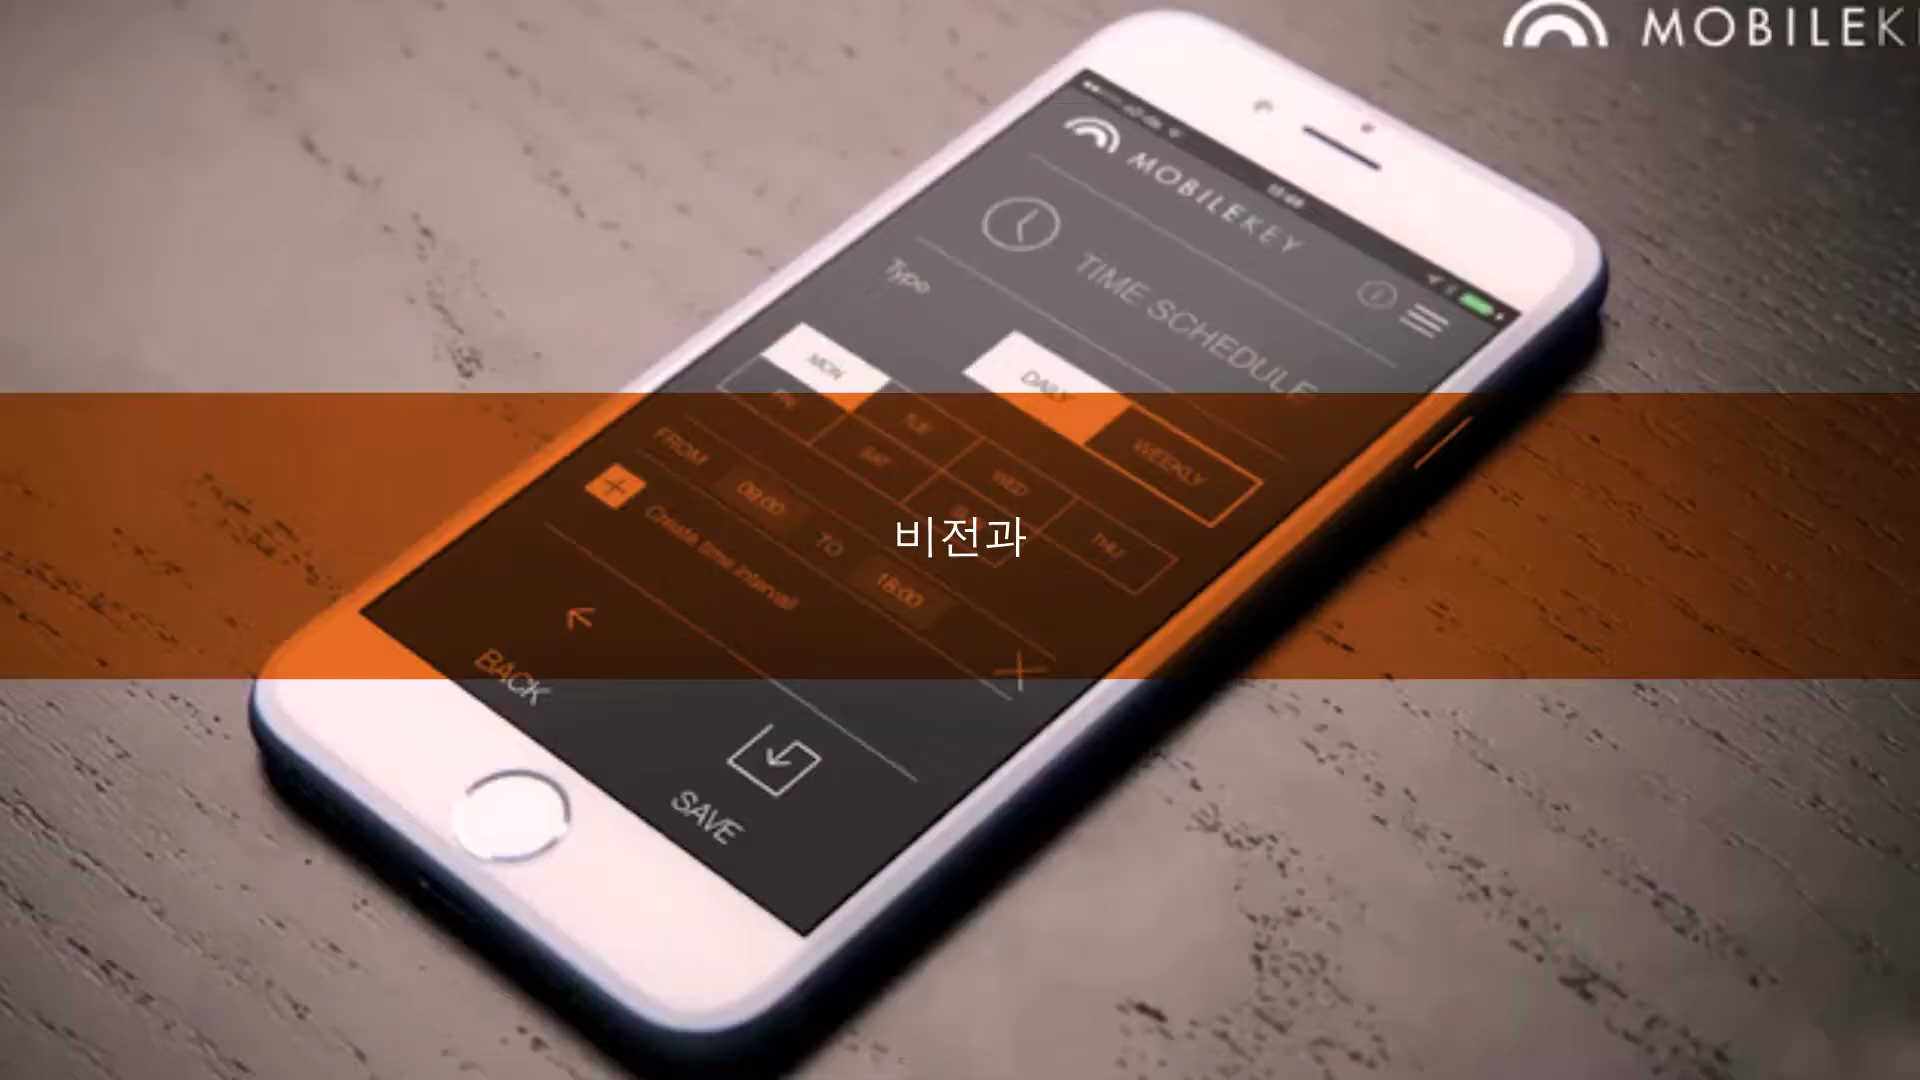 MOBILEK
MOBILEKEY
TIME SCHEDULE
Type
DAILY
WEEKLY
MON
TUE
WED
THU
FRI
SAT
FROM
09:00
TO
18:00
Create time interval
비전과
BACK
SAVE